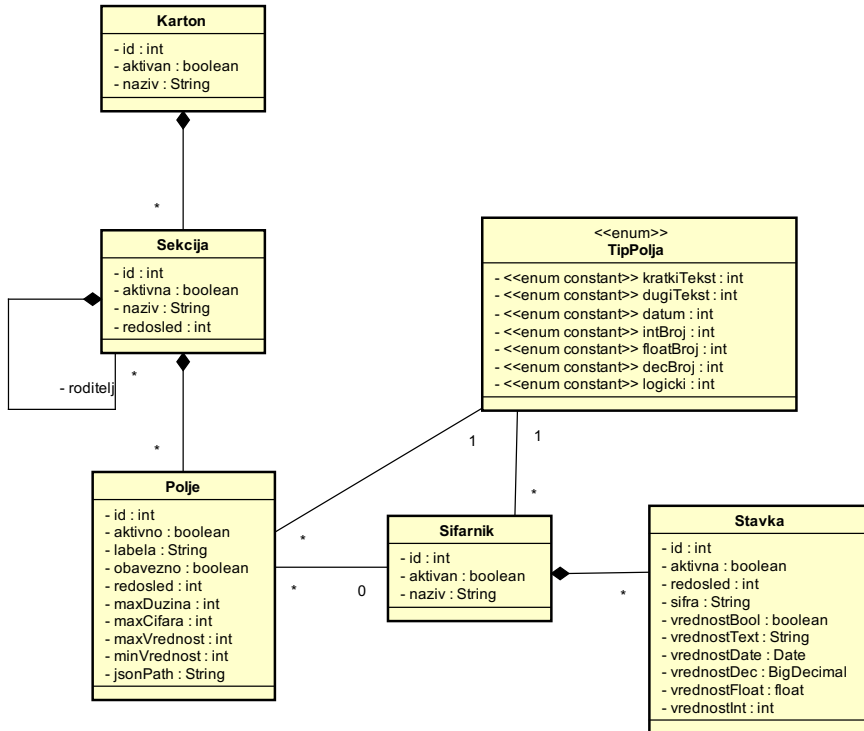 Karton
- id : int
- aktivan : boolean
- naziv : String
*
Sekcija
- id : int
- aktivna : boolean
- naziv : String
- redosled : int
- roditelj
*
*
<<enum>>
TipPolja
- <<enum constant>> kratkiTekst : int
- <<enum constant>> dugiTekst : int
- <<enum constant>> datum : int
- <<enum constant>> intBroj : int
- <<enum constant>> floatBroj : int
- <<enum constant>> decBroj : int
- <<enum constant>> logicki : int
1
1
*
*
Polje
- id : int
- aktivno : boolean
- labela : String
- obavezno : boolean
- redosled : int
- maxDuzina : int
- maxCifara : int
- maxVrednost : int
- minVrednost : int
- jsonPath : String
*
0
Sifarnik
- id : int
- aktivan : boolean
- naziv : String
*
Stavka
- id : int
- aktivna : boolean
- redosled : int
- sifra : String
- vrednostBool : boolean
- vrednostText : String
- vrednostDate : Date
- vrednostDec : BigDecimal
- vrednostFloat : float
- vrednostInt : int